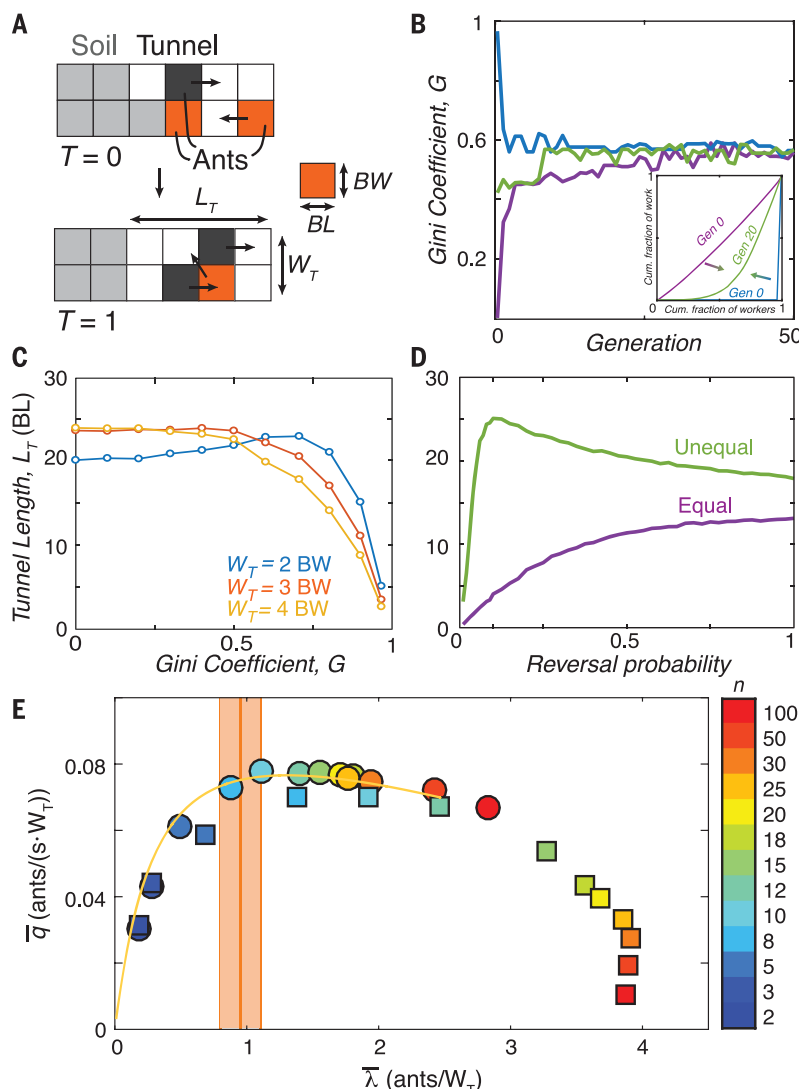 A
Soil Tunnel
T = 0
Ants
BW
BL
L_T
W_T
T = 1
B
Gini Coefficient, G
1
0.6
0.2
0
50
Generation
Cum. fraction of work
1
Gen 0
Gen 20
Gen 0
0
1
Cum. fraction of workers
C
Tunnel Length, L_T (BL)
30
20
10
0
0
0.5
1
W_T = 2 BW
W_T = 3 BW
W_T = 4 BW
Gini Coefficient, G
D
30
20
10
0
0
0.5
1
Unequal
Equal
Reversal probability
E
q̅ (ants/(s·W_T))
0.08
0.04
0
0
1
2
3
4
λ̅ (ants/W_T)
n
100
50
30
25
20
18
15
12
10
8
5
3
2